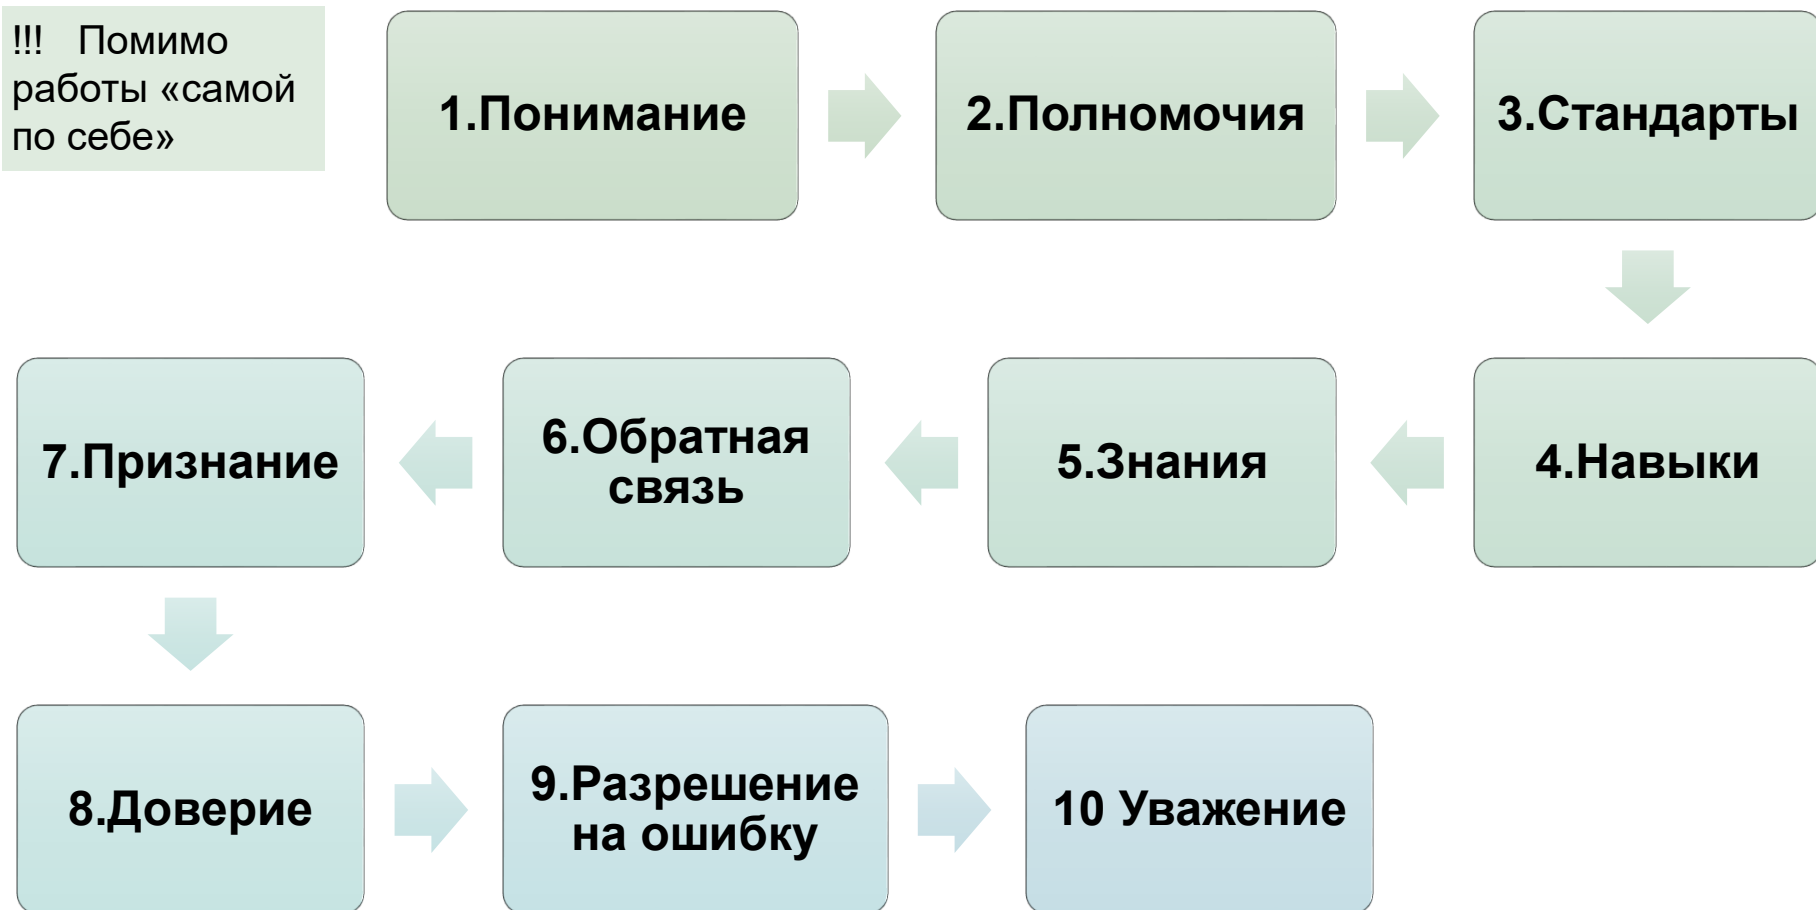 !!! Помимо
работы «самой
по себе»
1.Понимание
2.Полномочия
3.Стандарты
4.Навыки
5.Знания
6.Обратная
связь
7.Признание
8.Доверие
9.Разрешение
на ошибку
10 Уважение